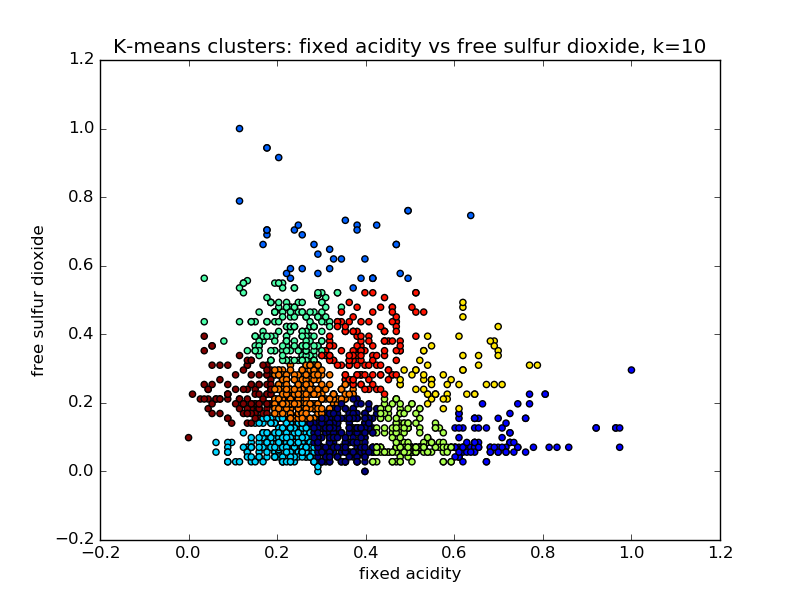 K-means clusters: fixed acidity vs free sulfur dioxide, k=10
1.2
1.0
0.8
0.6
0.4
0.2
0.0
−0.2
free sulfur dioxide
−0.2 0.0 0.2 0.4 0.6 0.8 1.0 1.2
fixed acidity